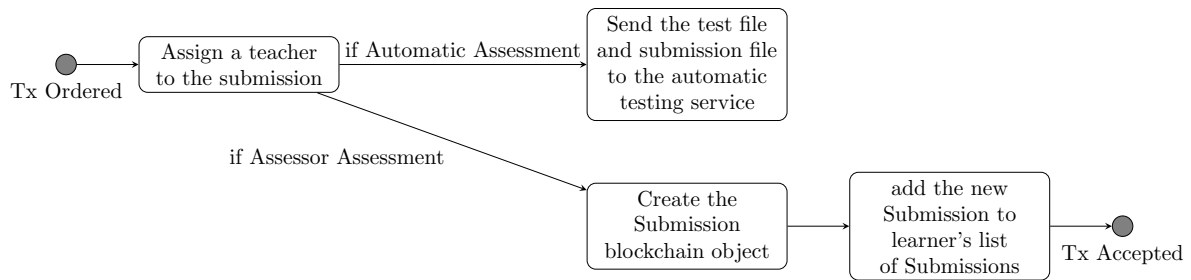 Tx Ordered
Assign a teacher
to the submission
if Automatic Assessment
Send the test file
and submission file
to the automatic
testing service
if Assessor Assessment
Create the
Submission
blockchain object
add the new
Submission to
learner's list
of Submissions
Tx Accepted